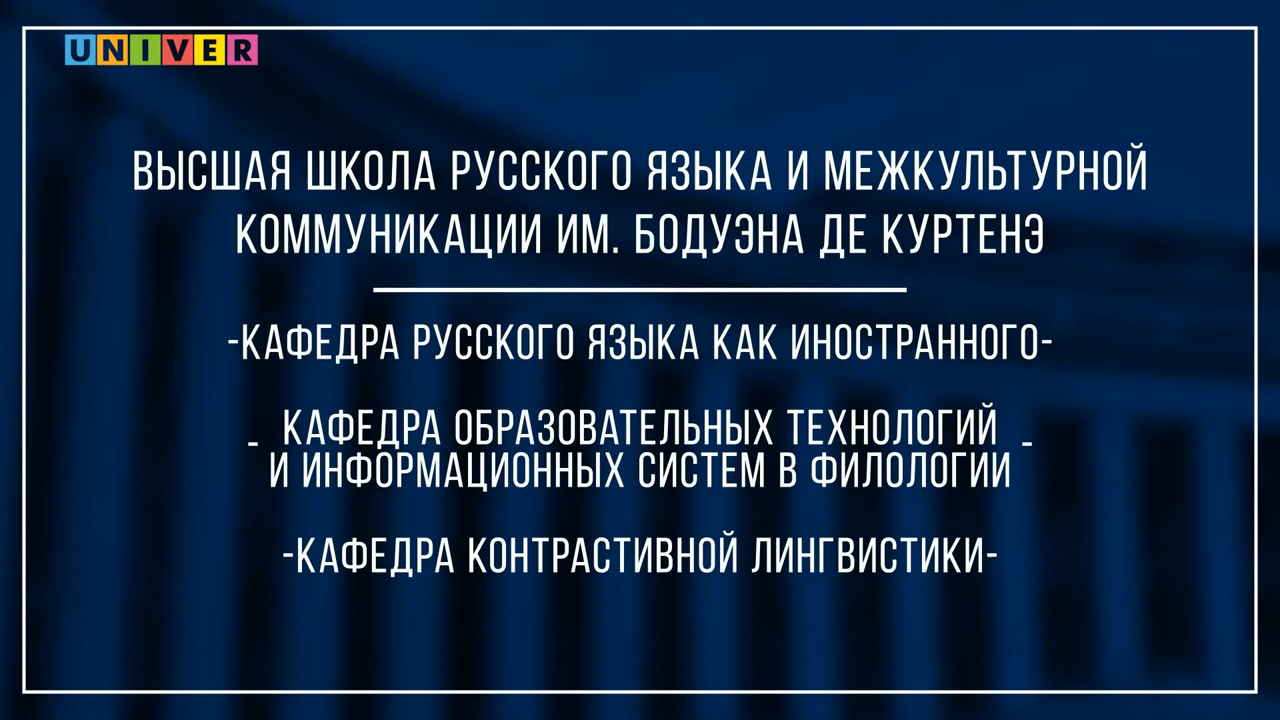 UNIVER
ВЫСШАЯ ШКОЛА РУССКОГО ЯЗЫКА И МЕЖКУЛЬТУРНОЙ
КОММУНИКАЦИИ ИМ. БОДУЭНА ДЕ КУРТЕНЭ
-КАФЕДРА РУССКОГО ЯЗЫКА КАК ИНОСТРАННОГО-
- КАФЕДРА ОБРАЗОВАТЕЛЬНЫХ ТЕХНОЛОГИЙ -
И ИНФОРМАЦИОННЫХ СИСТЕМ В ФИЛОЛОГИИ
-КАФЕДРА КОНТРАСТИВНОЙ ЛИНГВИСТИКИ-